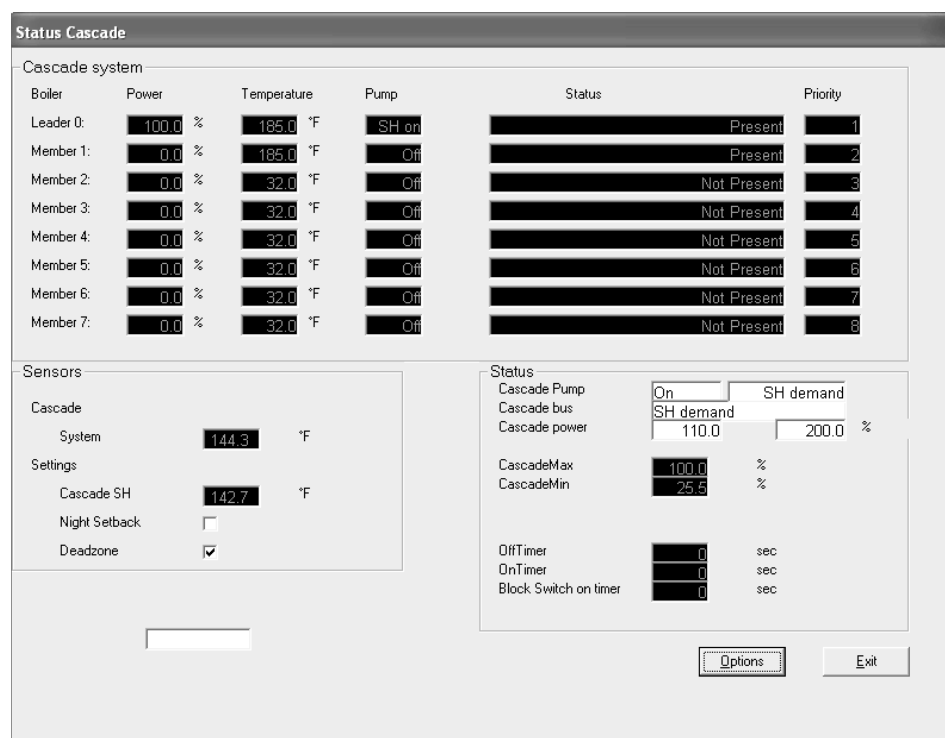 Status Cascade
Cascade system
Boiler Power Temperature Pump Status Priority
Leader 0: 100.0 % 185.0 °F SH on Present 1
Member 1: 0.0 % 185.0 °F Off Present 2
Member 2: 0.0 % 32.0 °F Off Not Present 3
Member 3: 0.0 % 32.0 °F Off Not Present 4
Member 4: 0.0 % 32.0 °F Off Not Present 5
Member 5: 0.0 % 32.0 °F Off Not Present 6
Member 6: 0.0 % 32.0 °F Off Not Present 7
Member 7: 0.0 % 32.0 °F Off Not Present 8
Sensors
Cascade
System 144.3 °F
Settings
Cascade SH 142.7 °F
Night Setback
Deadzone
Status
Cascade Pump On SH demand
Cascade bus SH demand
Cascade power 110.0 200.0 %
CascadeMax 100.0 %
CascadeMin 25.5 %
OffTimer 0 sec
OnTimer 0 sec
Block Switch on timer 0 sec
Options Exit